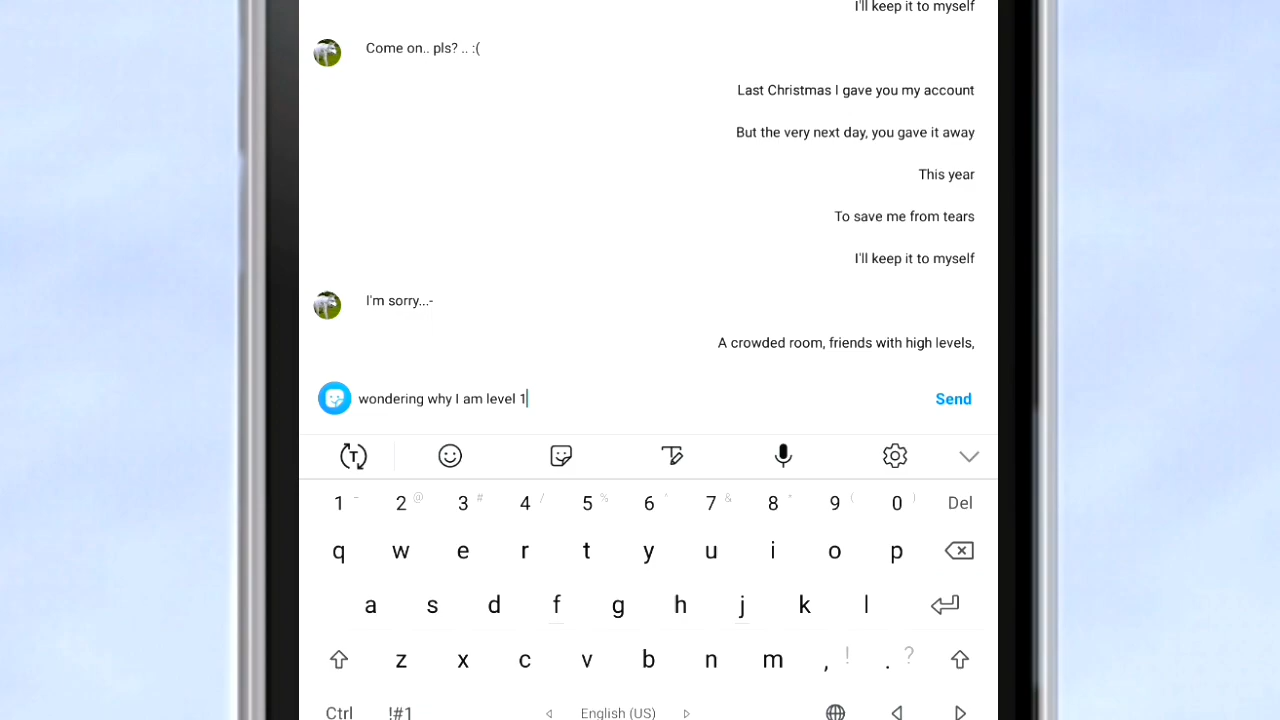 I'll keep it to myself
Come on.. pls? .. :(
Last Christmas I gave you my account
But the very next day, you gave it away
This year
To save me from tears
I'll keep it to myself
I'm sorry...-
A crowded room, friends with high levels,
wondering why I am level 1
Send
T
1 - 2 @ 3 # 4 / 5 % 6 ^ 7 & 8 * 9 ( 0 ) Del
q w e r t y u i o p
a s d f g h j k l
z x c v b n m , ! . ?
Ctrl !#1 English (US)